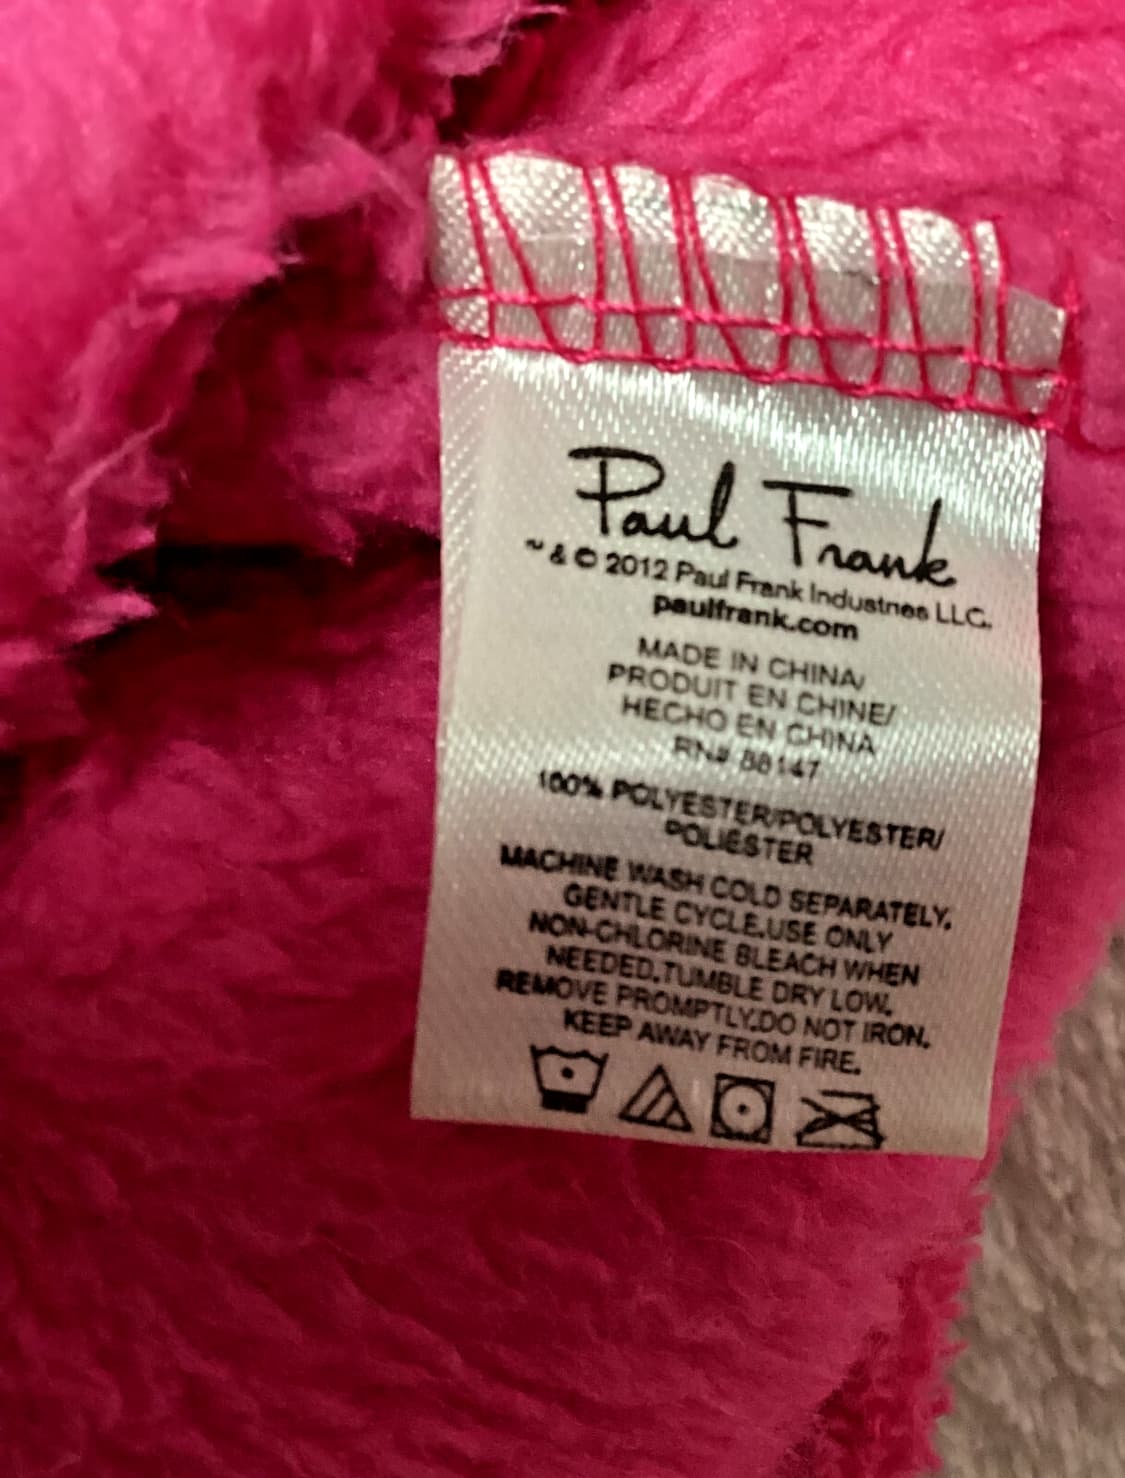 Paul Frank
~ & © 2012 Paul Frank Industries LLC.
paulfrank.com
MADE IN CHINA/
PRODUIT EN CHINE/
HECHO EN CHINA
RN# 88147
100% POLYESTER/POLYESTER/
POLIESTER
MACHINE WASH COLD SEPARATELY.
GENTLE CYCLE.USE ONLY
NON-CHLORINE BLEACH WHEN
NEEDED.TUMBLE DRY LOW.
REMOVE PROMPTLY.DO NOT IRON.
KEEP AWAY FROM FIRE.